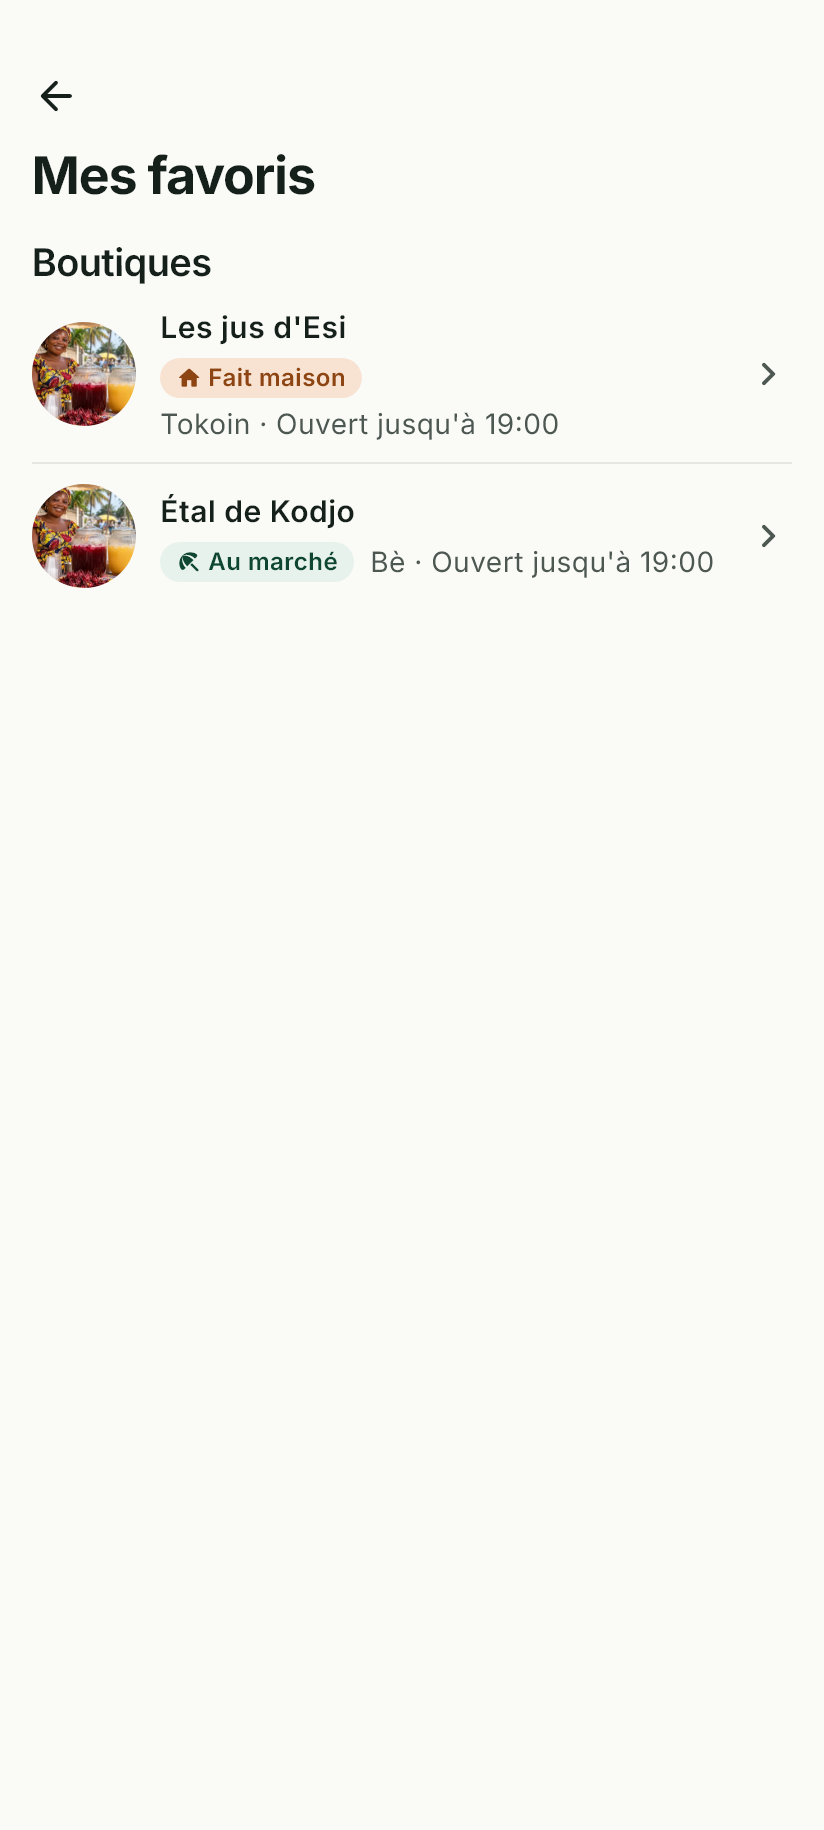 Mes favoris
Boutiques
Les jus d'Esi
Fait maison
Tokoin · Ouvert jusqu'à 19:00
Étal de Kodjo
Au marché Bè · Ouvert jusqu'à 19:00